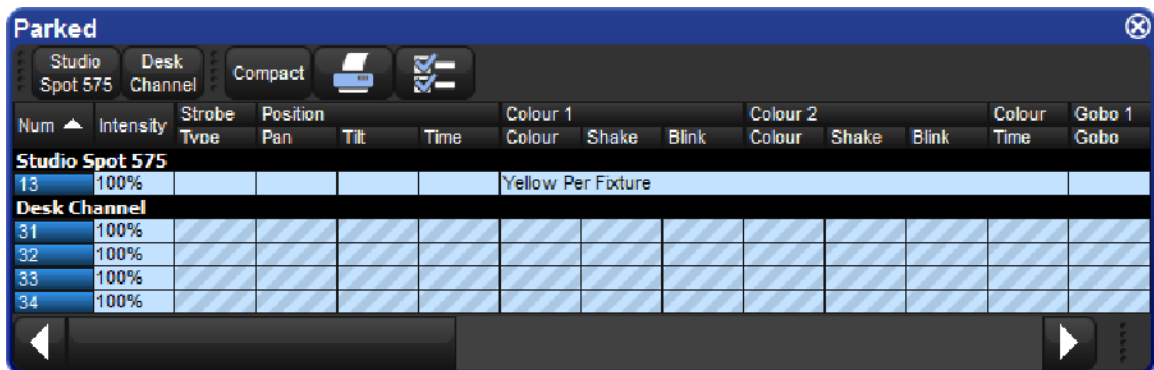 Parked
Studio Spot 575 Desk Channel Compact
Num Intensity Strobe Position Colour 1 Colour 2 Colour Gobo 1
Type Pan Tilt Time Colour Shake Blink Colour Shake Blink Time Gobo
Studio Spot 575
13 100% Yellow Per Fixture
Desk Channel
31 100%
32 100%
33 100%
34 100%